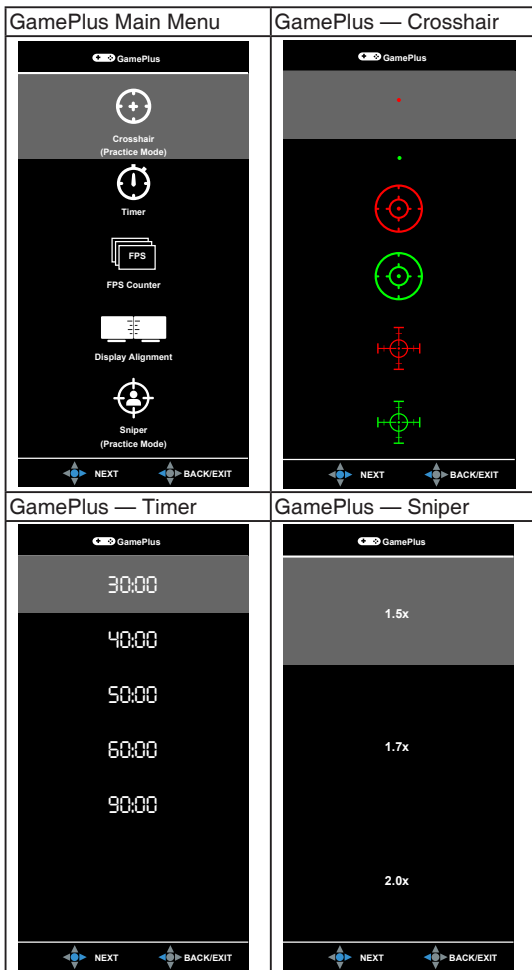 GamePlus Main Menu
GamePlus
Crosshair
(Practice Mode)
Timer
FPS
FPS Counter
Display Alignment
Sniper
(Practice Mode)
NEXT BACK/EXIT
GamePlus — Crosshair
GamePlus
NEXT BACK/EXIT
GamePlus — Timer
GamePlus
30:00
40:00
50:00
60:00
90:00
NEXT BACK/EXIT
GamePlus — Sniper
GamePlus
1.5x
1.7x
2.0x
NEXT BACK/EXIT